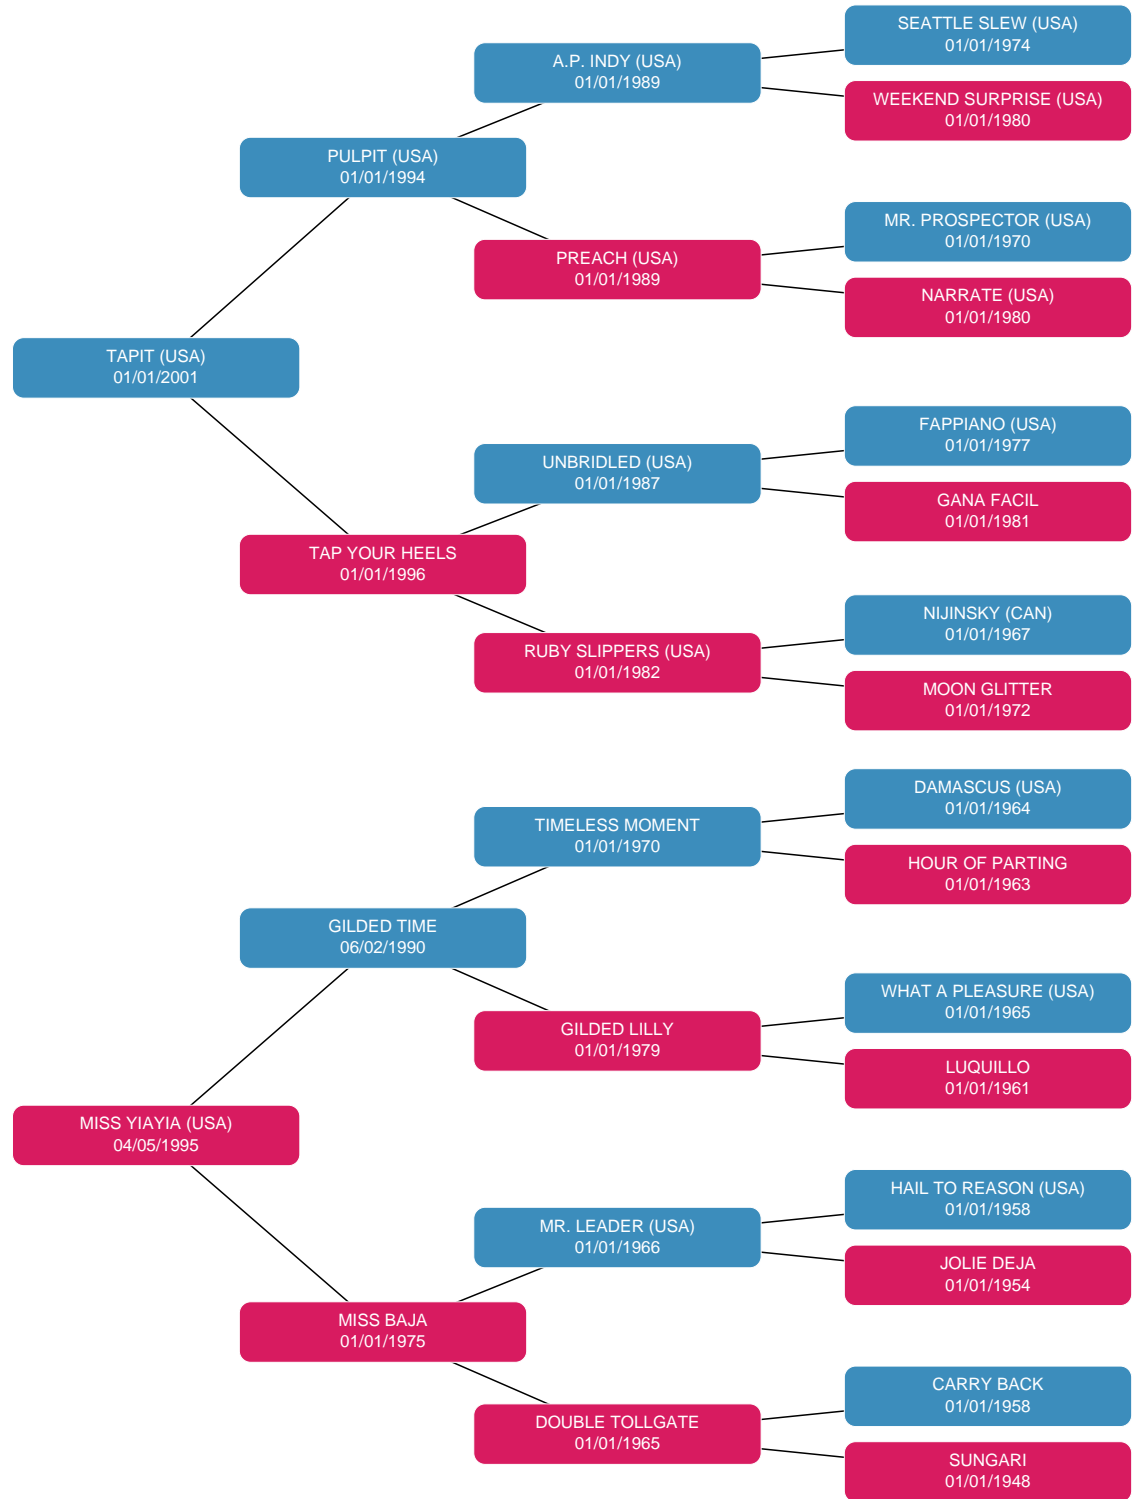 SEATTLE SLEW (USA)
01/01/1974
A.P. INDY (USA)
01/01/1989
WEEKEND SURPRISE (USA)
01/01/1980
PULPIT (USA)
01/01/1994
MR. PROSPECTOR (USA)
01/01/1970
PREACH (USA)
01/01/1989
NARRATE (USA)
01/01/1980
TAPIT (USA)
01/01/2001
FAPPIANO (USA)
01/01/1977
UNBRIDLED (USA)
01/01/1987
GANA FACIL
01/01/1981
TAP YOUR HEELS
01/01/1996
NIJINSKY (CAN)
01/01/1967
RUBY SLIPPERS (USA)
01/01/1982
MOON GLITTER
01/01/1972
DAMASCUS (USA)
01/01/1964
TIMELESS MOMENT
01/01/1970
HOUR OF PARTING
01/01/1963
GILDED TIME
06/02/1990
WHAT A PLEASURE (USA)
01/01/1965
GILDED LILLY
01/01/1979
LUQUILLO
01/01/1961
MISS YIAYIA (USA)
04/05/1995
HAIL TO REASON (USA)
01/01/1958
MR. LEADER (USA)
01/01/1966
JOLIE DEJA
01/01/1954
MISS BAJA
01/01/1975
CARRY BACK
01/01/1958
DOUBLE TOLLGATE
01/01/1965
SUNGARI
01/01/1948